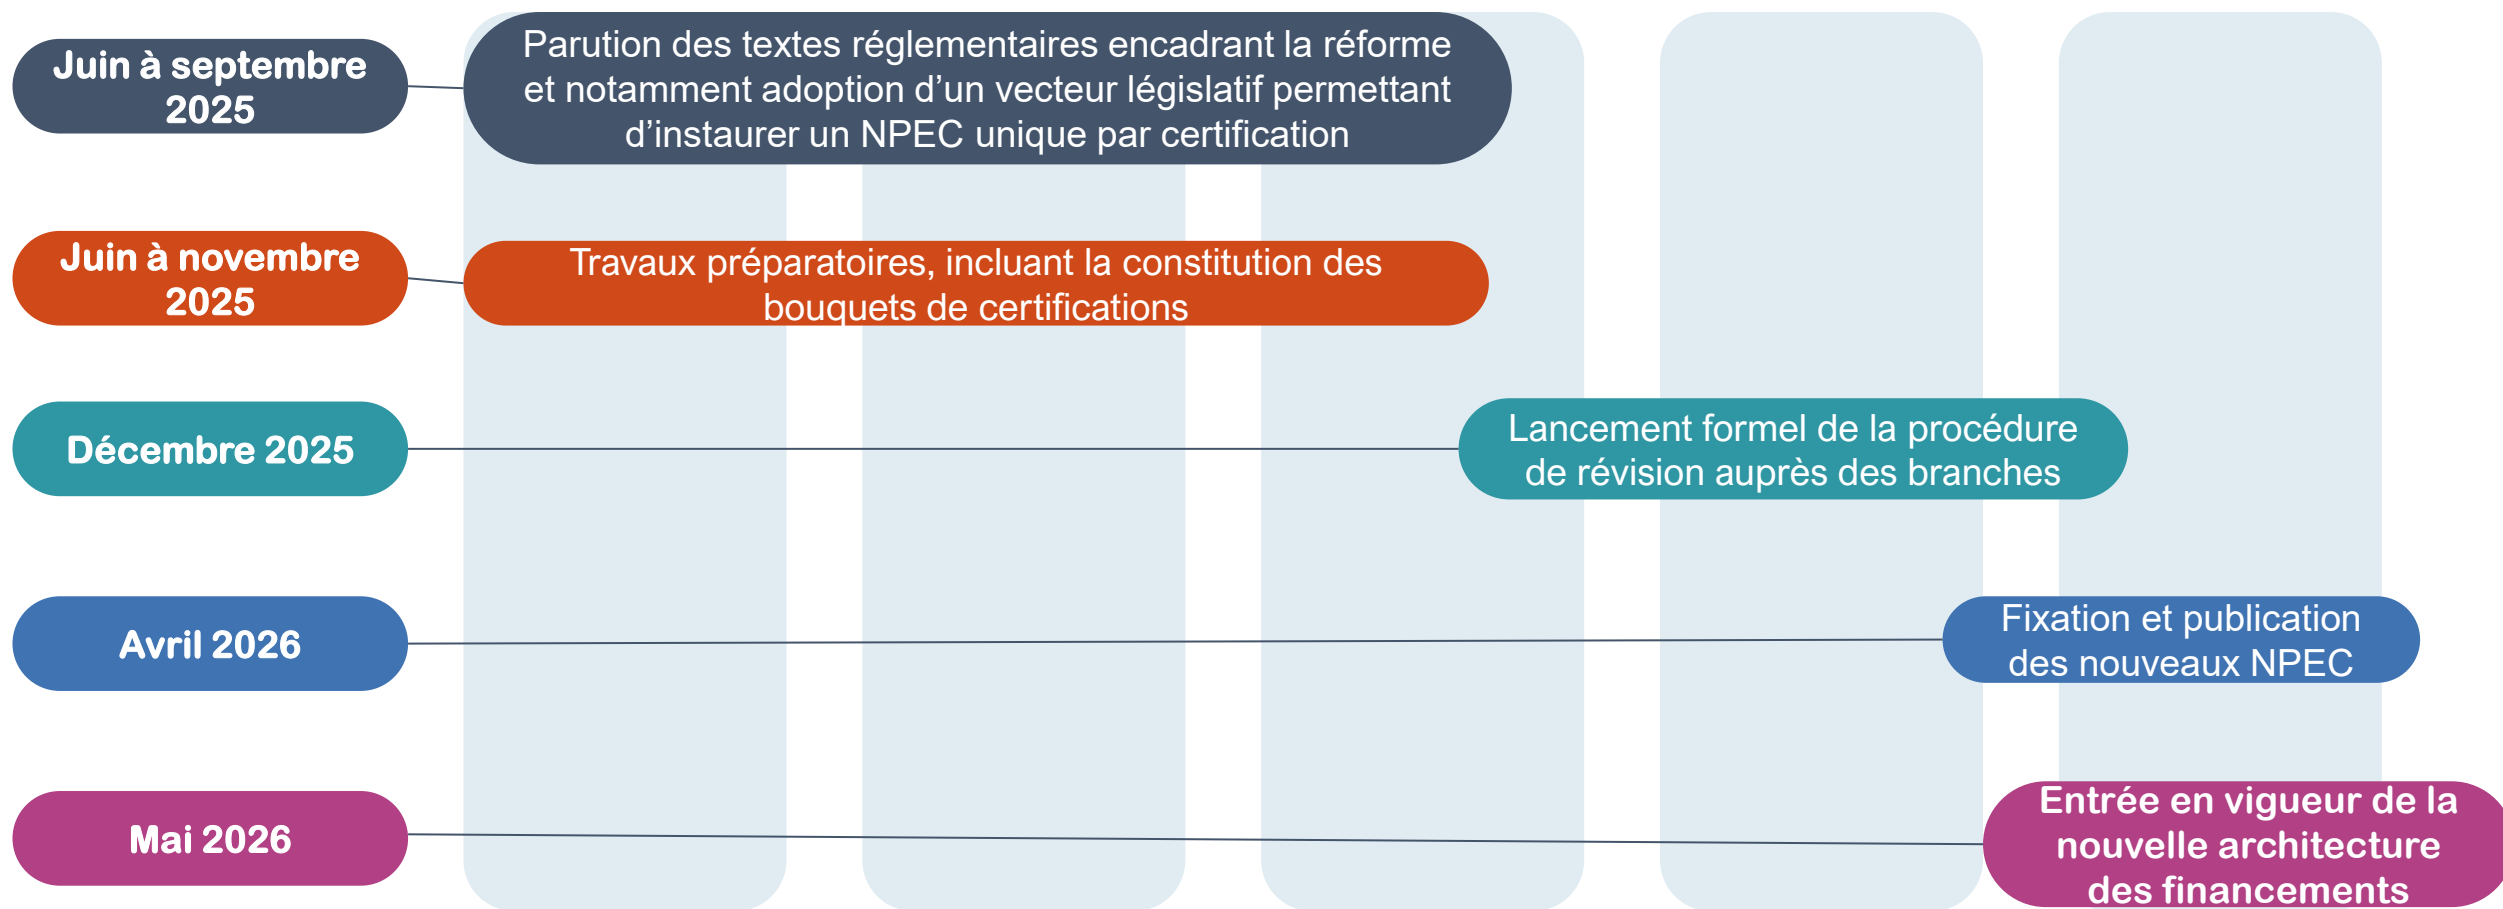 Juin à septembre
2025
Parution des textes réglementaires encadrant la réforme
et notamment adoption d’un vecteur législatif permettant
d’instaurer un NPEC unique par certification
Juin à novembre
2025
Travaux préparatoires, incluant la constitution des
bouquets de certifications
Décembre 2025
Lancement formel de la procédure
de révision auprès des branches
Avril 2026
Fixation et publication
des nouveaux NPEC
Mai 2026
Entrée en vigueur de la
nouvelle architecture
des financements